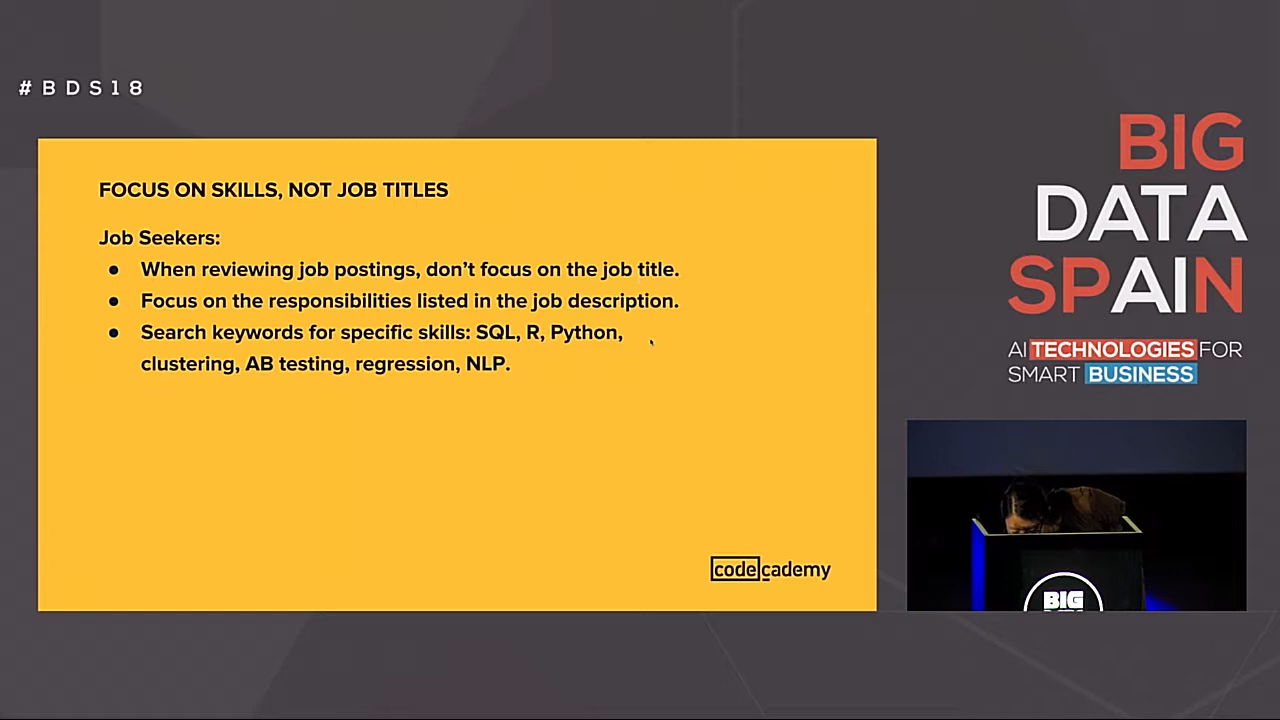 #BDS18
FOCUS ON SKILLS, NOT JOB TITLES
Job Seekers:
● When reviewing job postings, don’t focus on the job title.
● Focus on the responsibilities listed in the job description.
● Search keywords for specific skills: SQL, R, Python,
clustering, AB testing, regression, NLP.
codecademy
BIG
DATA
SPAIN
AI TECHNOLOGIES FOR
SMART BUSINESS
BIG